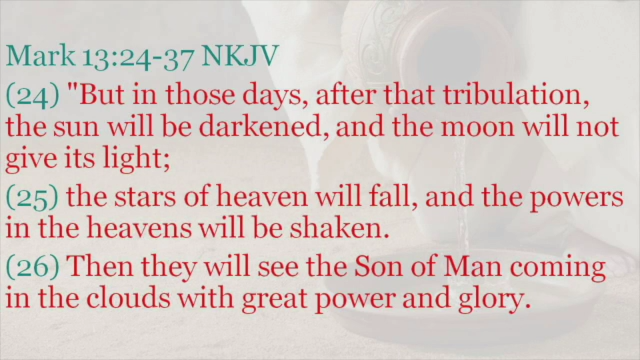 Mark 13:24-37 NKJV
(24) "But in those days, after that tribulation,
the sun will be darkened, and the moon will not
give its light;
(25) the stars of heaven will fall, and the powers
in the heavens will be shaken.
(26) Then they will see the Son of Man coming
in the clouds with great power and glory.